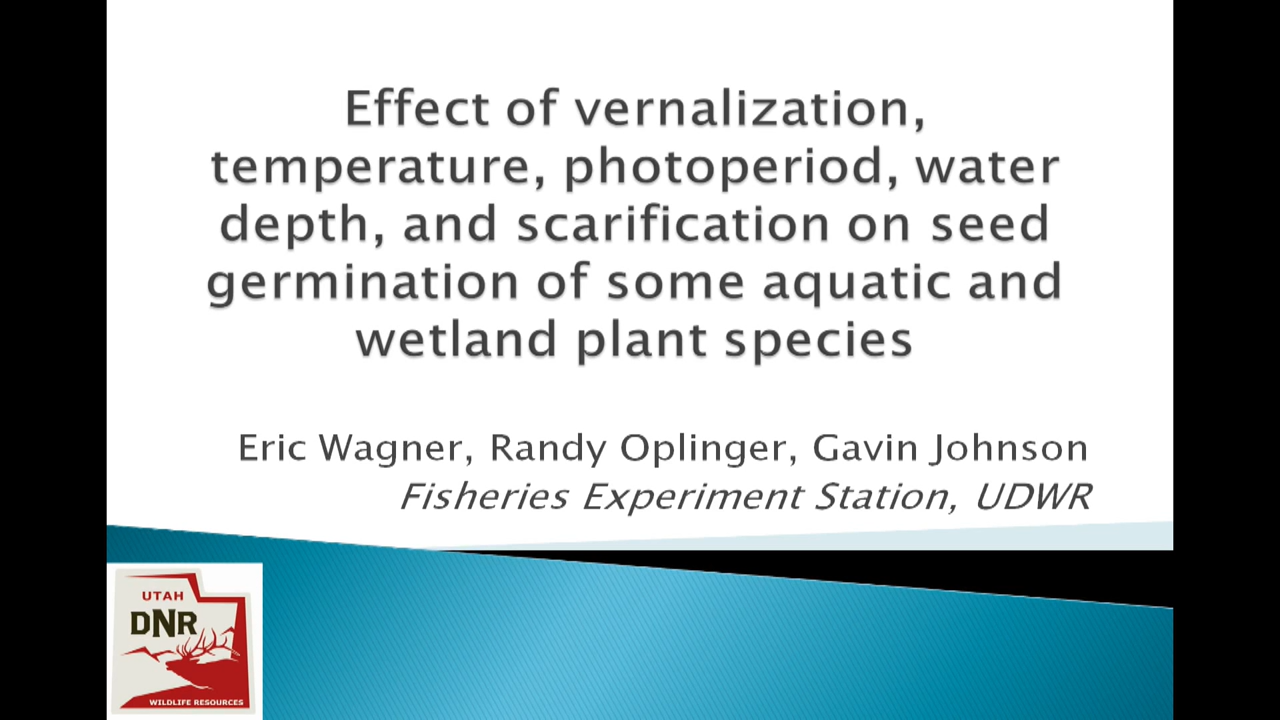 Effect of vernalization,
temperature, photoperiod, water
depth, and scarification on seed
germination of some aquatic and
wetland plant species
Eric Wagner, Randy Oplinger, Gavin Johnson
Fisheries Experiment Station, UDWR
UTAH
DNR
WILDLIFE RESOURCES